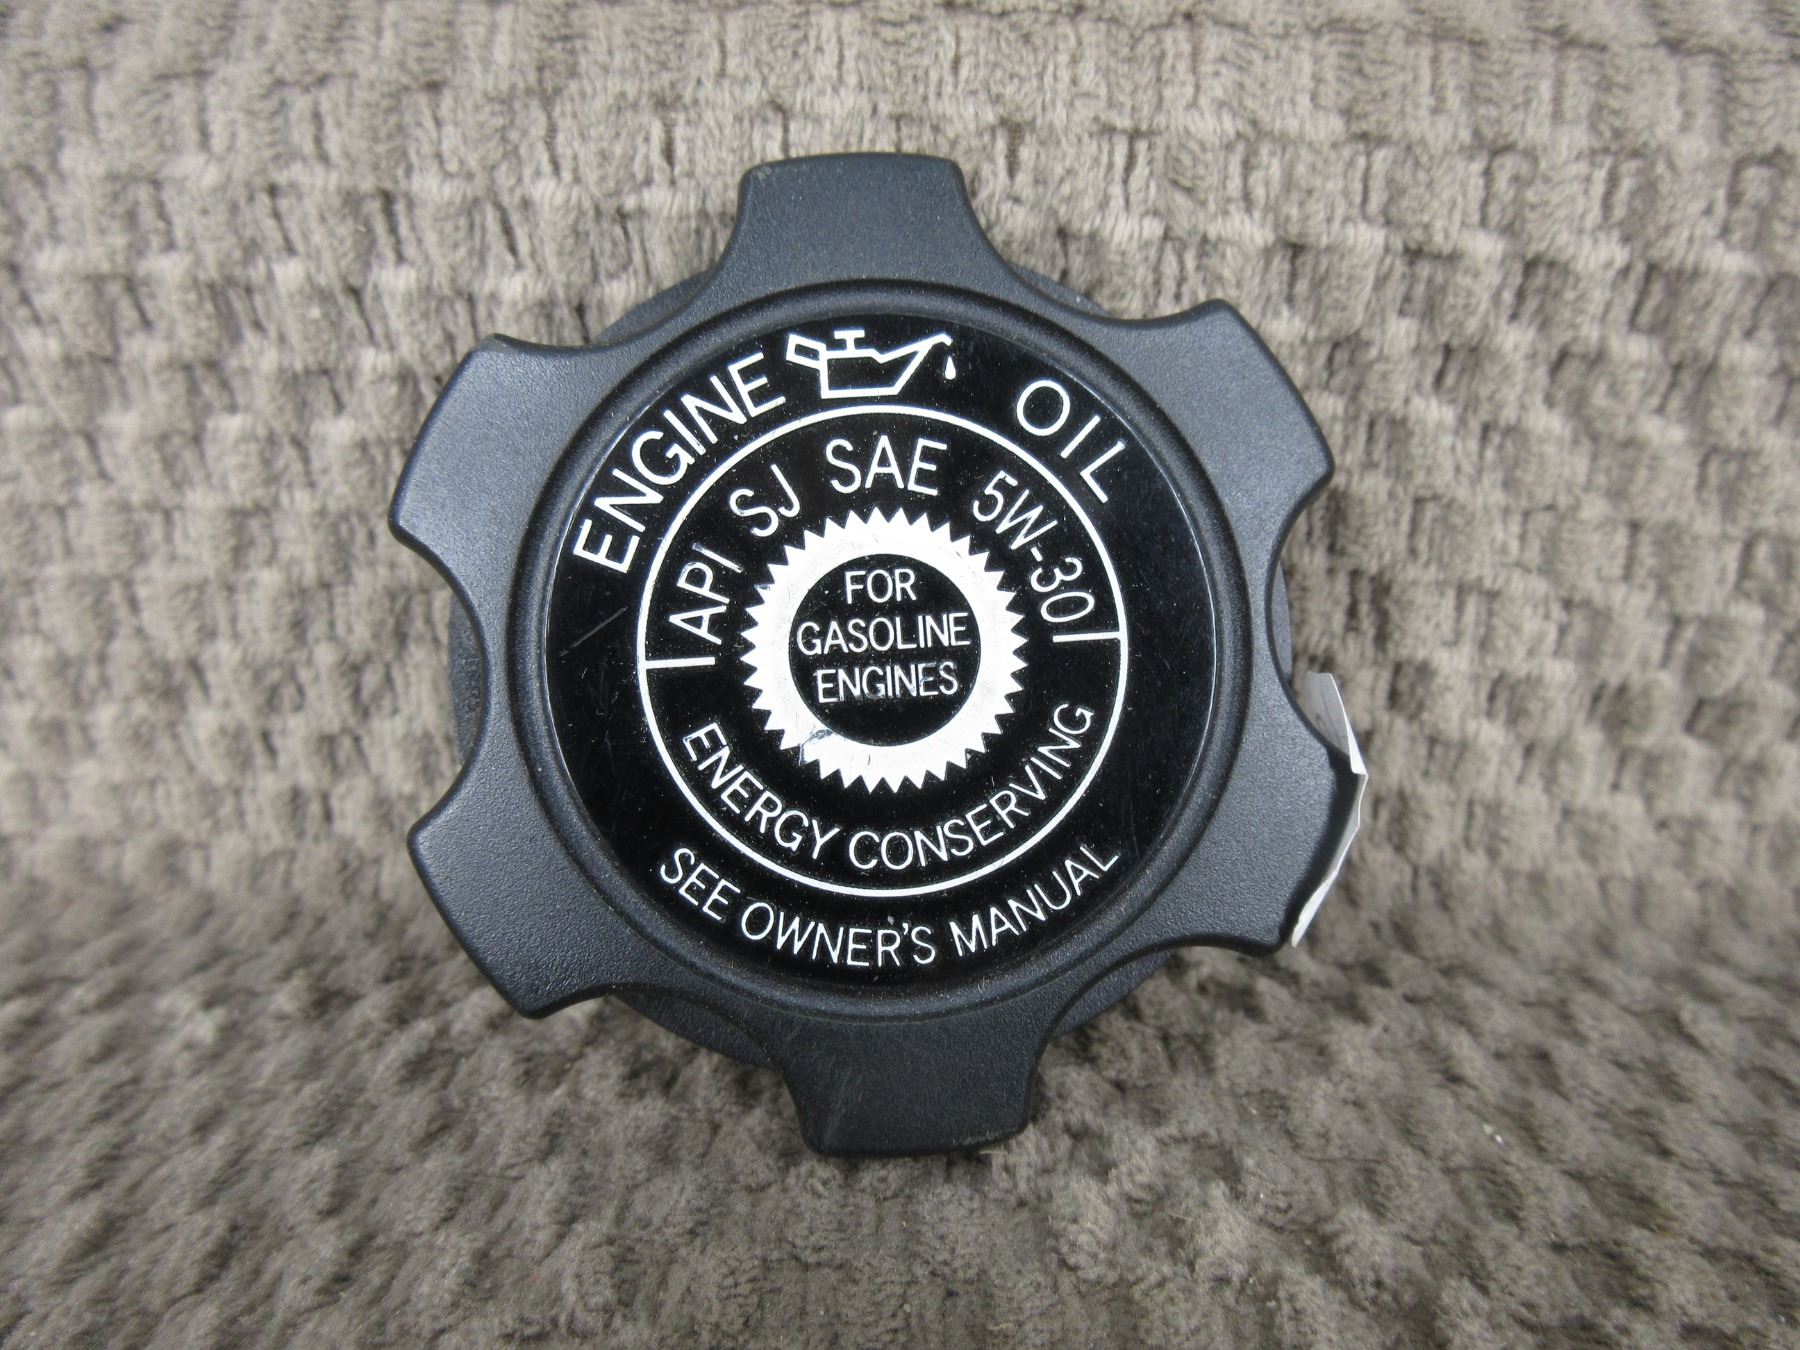 ENGINE OIL
API SJ SAE 5W-30
FOR
GASOLINE
ENGINES
ENERGY CONSERVING
SEE OWNER'S MANUAL